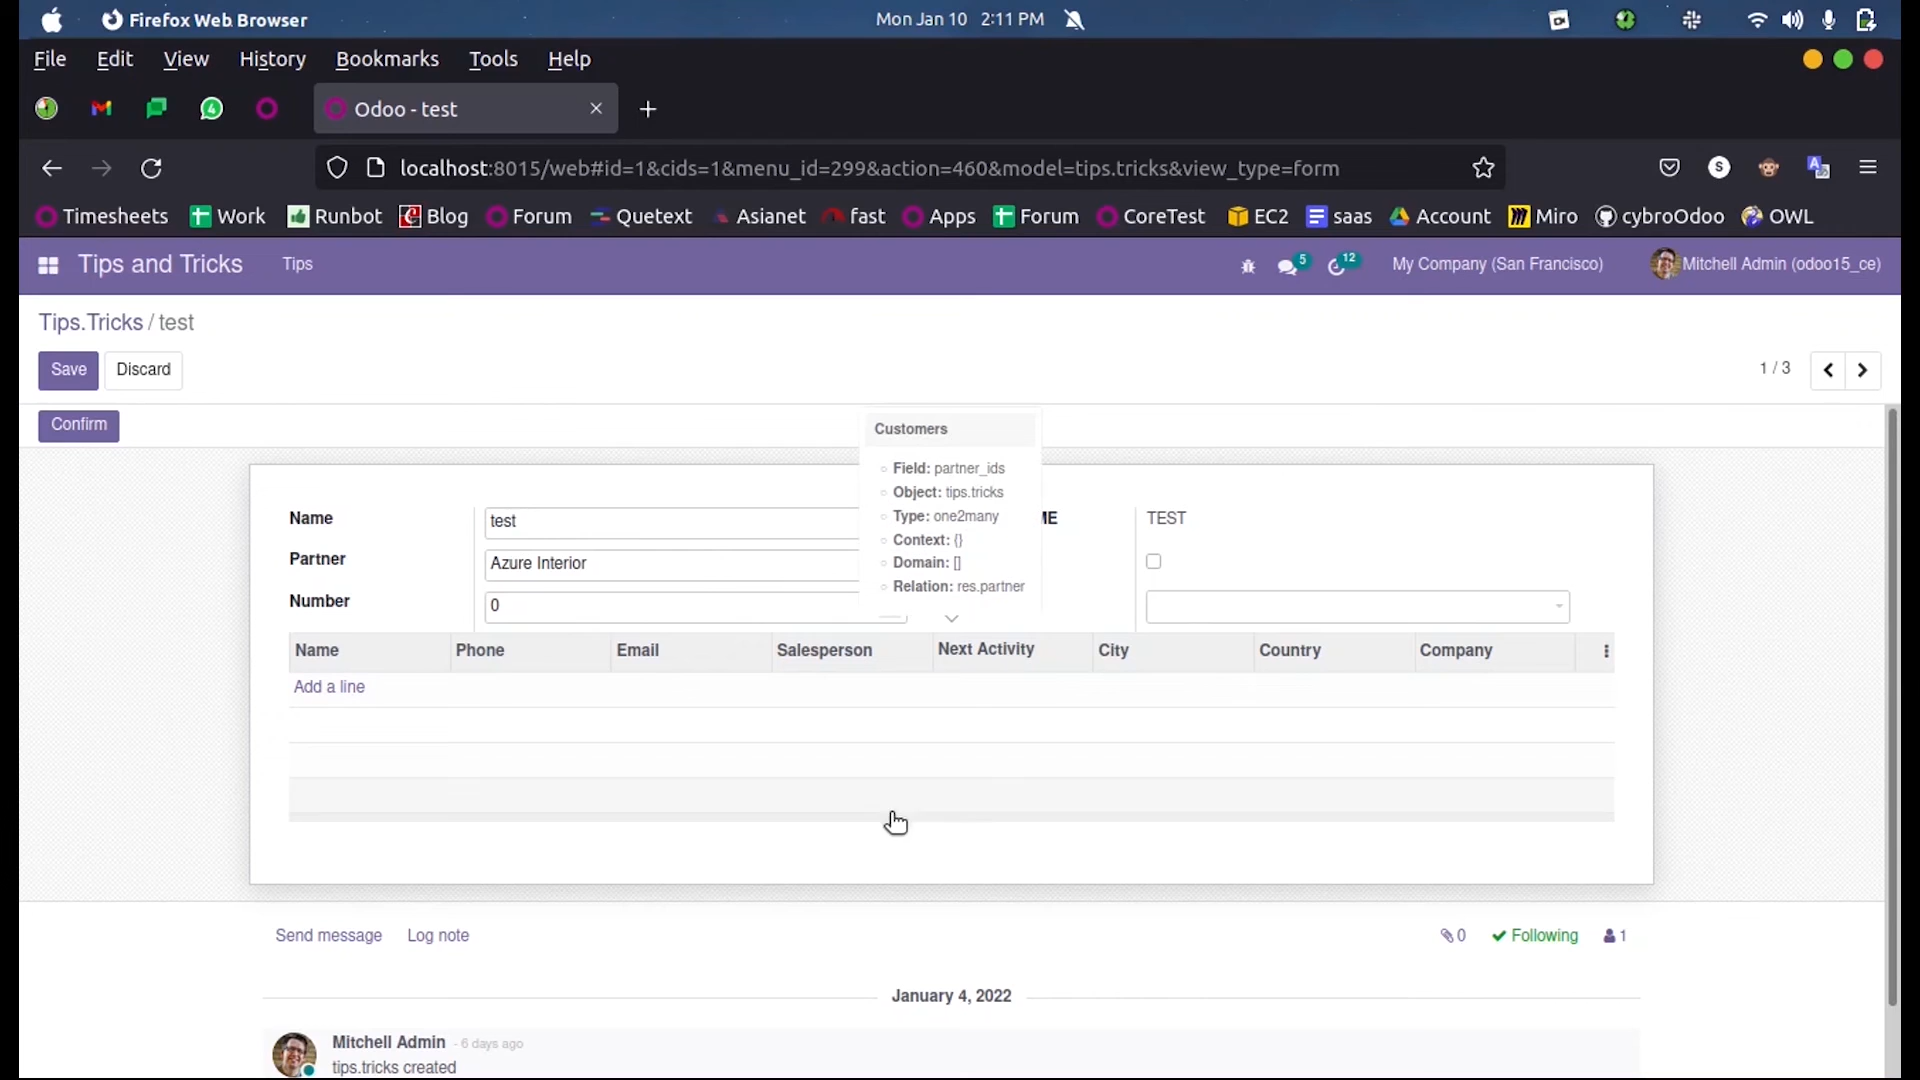 Firefox Web Browser
Mon Jan 10 2:11 PM
File Edit View History Bookmarks Tools Help
4
Odoo - test
localhost:8015/web#id=1&cids=1&menu_id=299&action=460&model=tips.tricks&view_type=form
S
Timesheets Work Runbot Blog Forum Quetext Asianet fast Apps Forum CoreTest EC2 saas Account Miro cybroOdoo OWL
Tips and Tricks Tips 5 12 My Company (San Francisco) Mitchell Admin (odoo15_ce)
Tips.Tricks / test
Save Discard 1 / 3
Confirm
Customers
Field: partner_ids
Object: tips.tricks
Type: one2many
Context: {}
Domain: []
Relation: res.partner
Name test ME TEST
Partner Azure Interior
Number 0
Name Phone Email Salesperson Next Activity City Country Company
Add a line
Send message Log note 0 Following 1
January 4, 2022
Mitchell Admin - 6 days ago
tips.tricks created